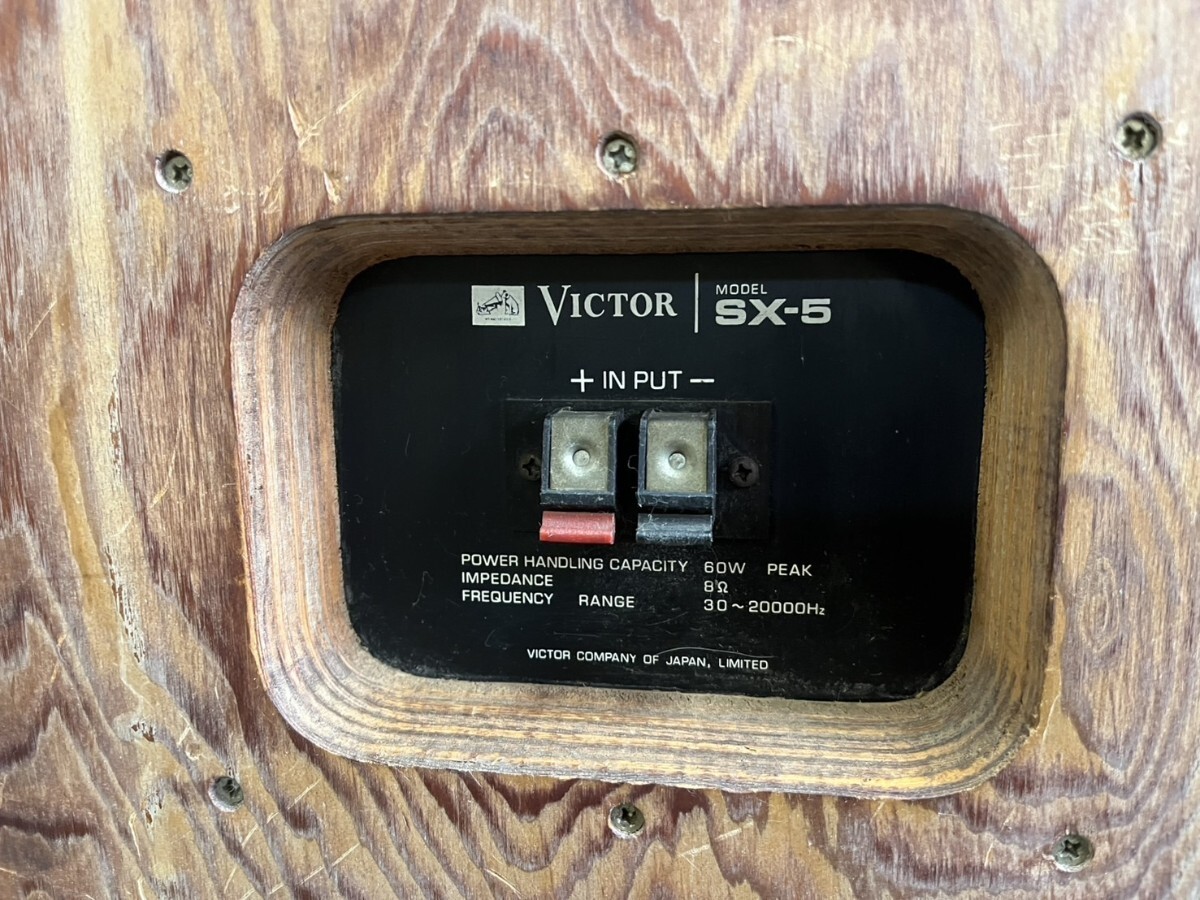 VICTOR
MODEL
SX-5
+ IN PUT −
POWER HANDLING CAPACITY 60W PEAK
IMPEDANCE 8Ω
FREQUENCY RANGE 30~20000Hz
VICTOR COMPANY OF JAPAN, LIMITED